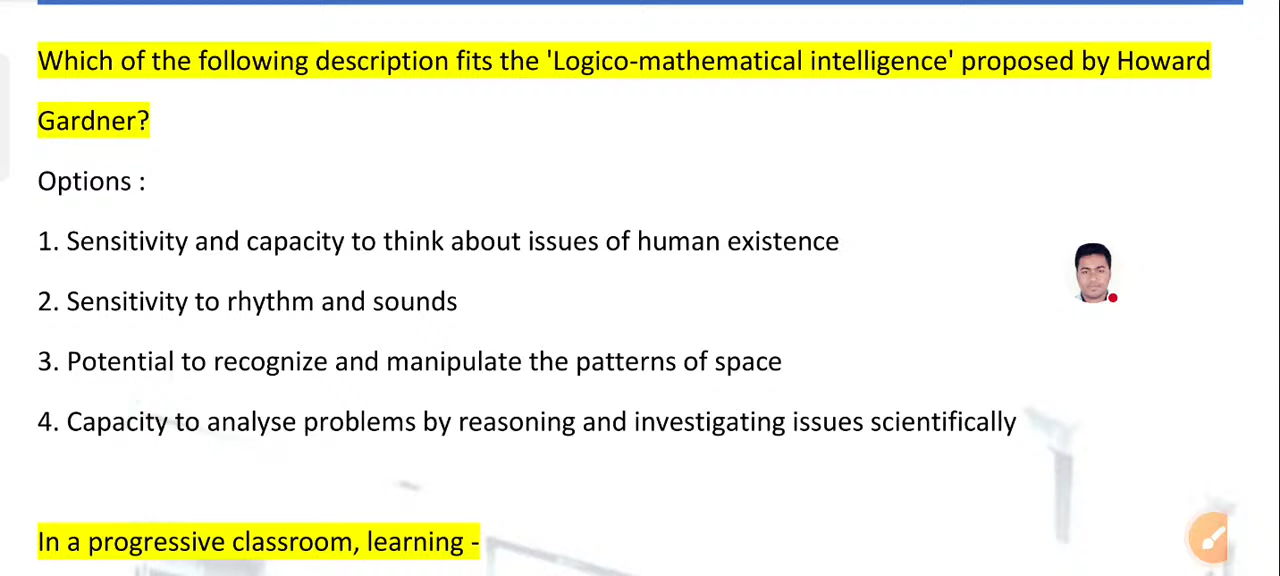 Which of the following description fits the 'Logico-mathematical intelligence' proposed by Howard
Gardner?
Options :
1. Sensitivity and capacity to think about issues of human existence
2. Sensitivity to rhythm and sounds
3. Potential to recognize and manipulate the patterns of space
4. Capacity to analyse problems by reasoning and investigating issues scientifically
In a progressive classroom, learning -